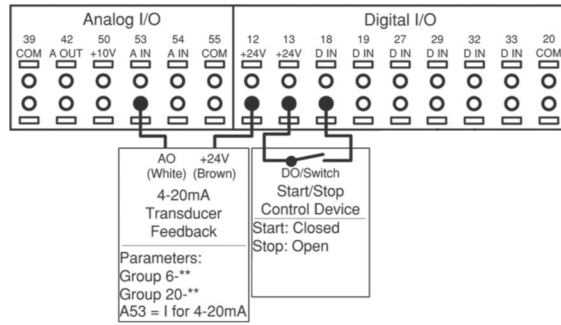 Analog I/O
Digital I/O
39 42 50 53 54 55 12 13 18 19 27 29 32 33 20
COM A OUT +10V A IN A IN COM +24V +24V D IN D IN D IN D IN D IN D IN COM
AO +24V
(White) (Brown)
4-20mA
Transducer
Feedback
Parameters:
Group 6-**
Group 20-**
A53 = I for 4-20mA
DO/Switch
Start/Stop
Control Device
Start: Closed
Stop: Open